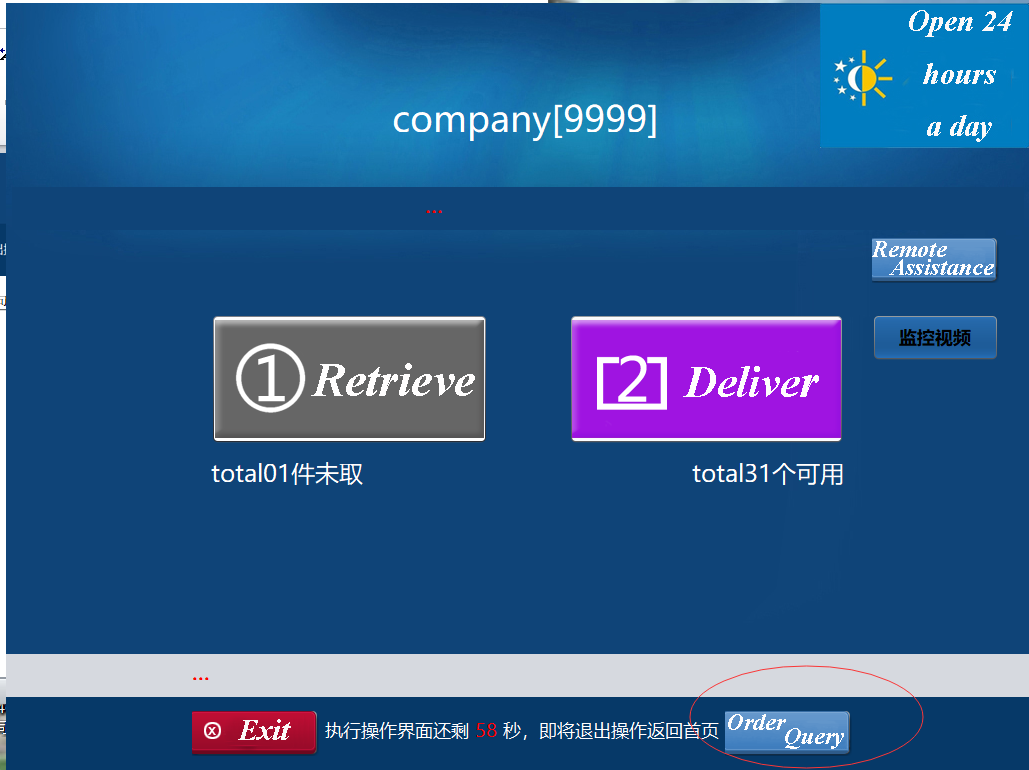 Open 24
hours
a day
company[9999]
...
Remote
Assistance
① Retrieve
[2] Deliver
监控视频
total01件未取
total31个可用
...
Exit
执行操作界面还剩 58 秒，即将退出操作返回首页
Order
Query